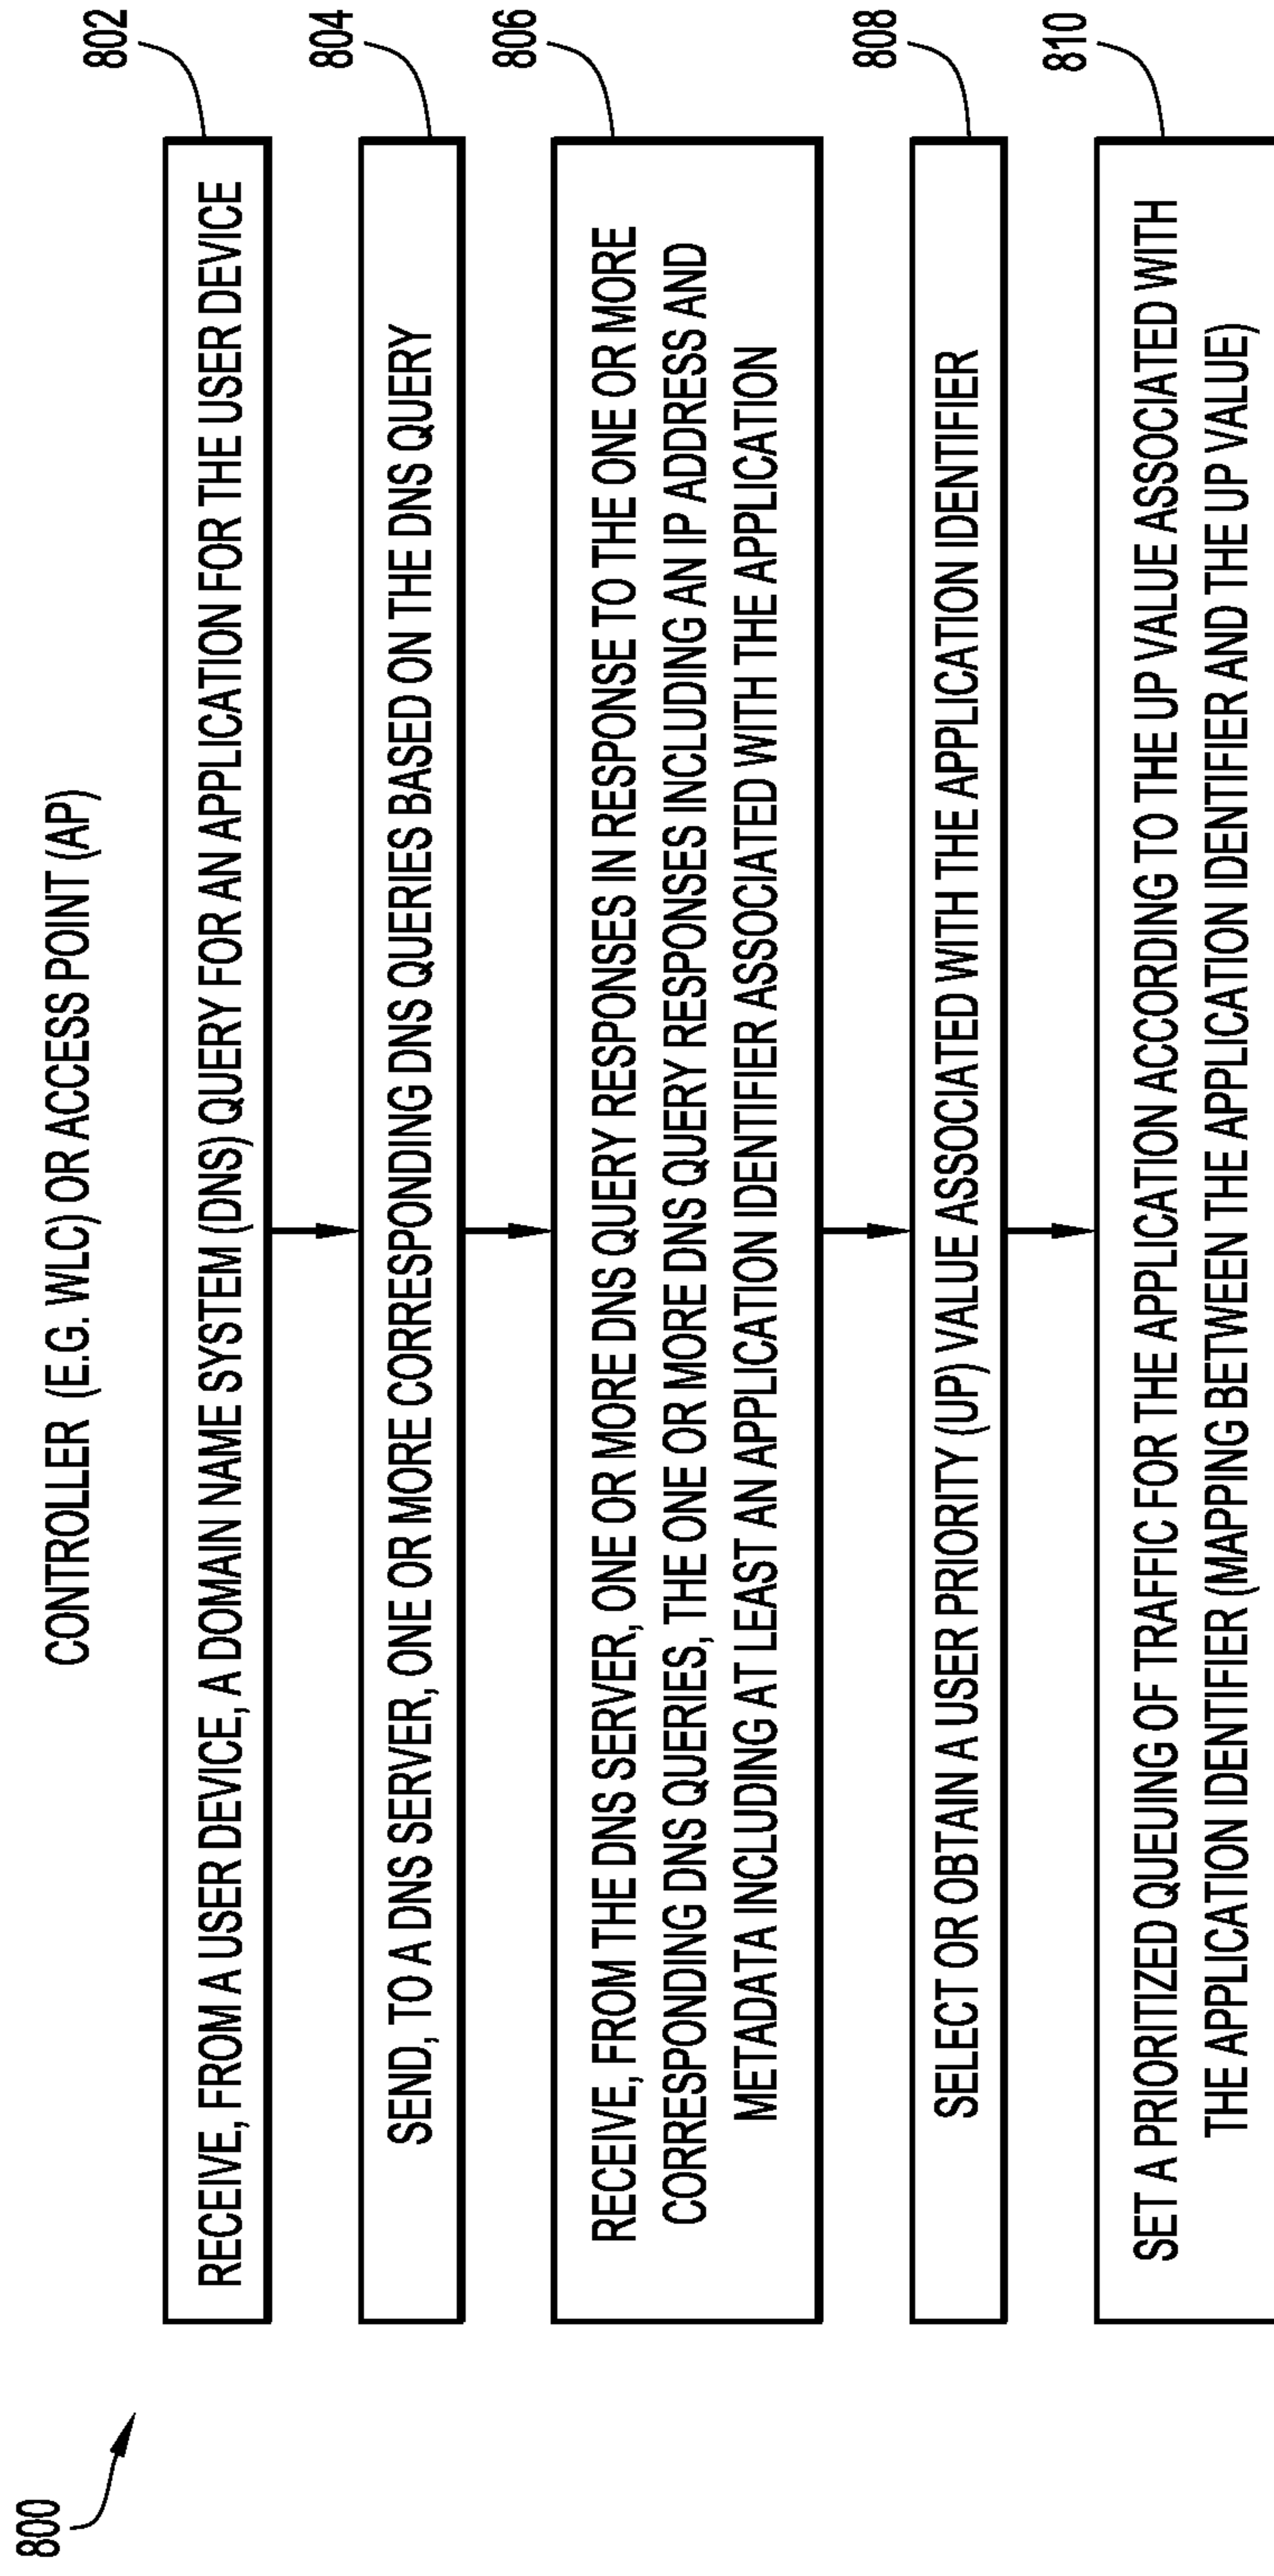 800
CONTROLLER (E.G. WLC) OR ACCESS POINT (AP)
802
RECEIVE, FROM A USER DEVICE, A DOMAIN NAME SYSTEM (DNS) QUERY FOR AN APPLICATION FOR THE USER DEVICE
804
SEND, TO A DNS SERVER, ONE OR MORE CORRESPONDING DNS QUERIES BASED ON THE DNS QUERY
806
RECEIVE, FROM THE DNS SERVER, ONE OR MORE DNS QUERY RESPONSES IN RESPONSE TO THE ONE OR MORE
CORRESPONDING DNS QUERIES, THE ONE OR MORE DNS QUERY RESPONSES INCLUDING AN IP ADDRESS AND
METADATA INCLUDING AT LEAST AN APPLICATION IDENTIFIER ASSOCIATED WITH THE APPLICATION
808
SELECT OR OBTAIN A USER PRIORITY (UP) VALUE ASSOCIATED WITH THE APPLICATION IDENTIFIER
810
SET A PRIORITIZED QUEUING OF TRAFFIC FOR THE APPLICATION ACCORDING TO THE UP VALUE ASSOCIATED WITH
THE APPLICATION IDENTIFIER (MAPPING BETWEEN THE APPLICATION IDENTIFIER AND THE UP VALUE)